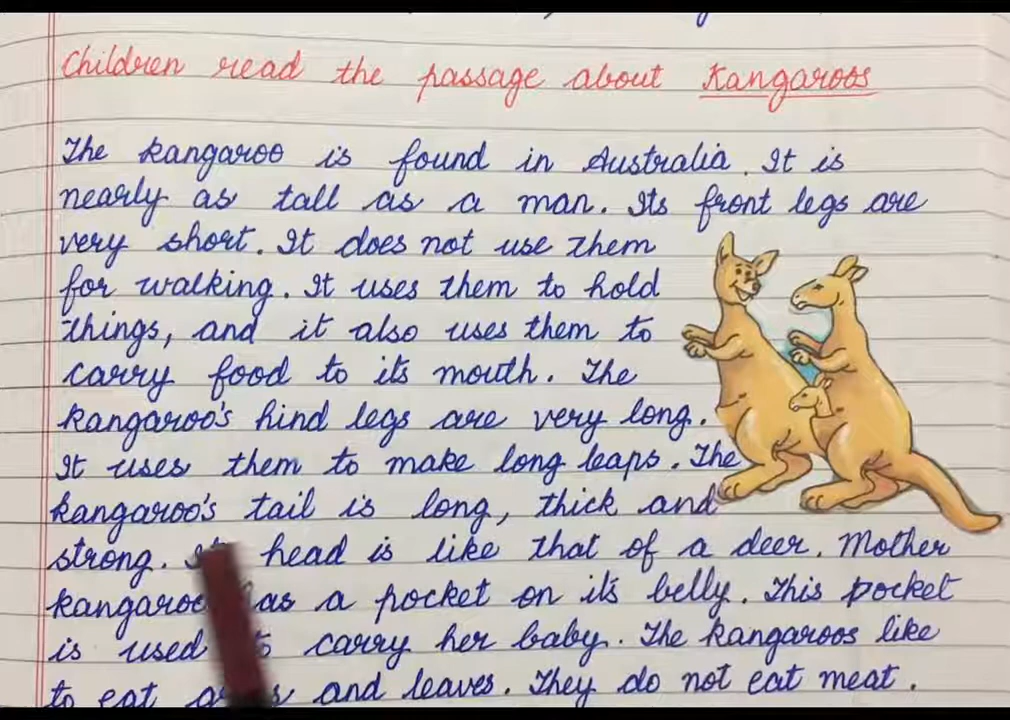 Children read the passage about Kangaroos
The kangaroo is found in Australia. It is
nearly as tall as a man. Its front legs are
very short. It does not use them
for walking. It uses them to hold
things, and it also uses them to
carry food to its mouth. The
kangaroo's hind legs are very long.
It uses them to make long leaps. The
kangaroo's tail is long, thick and
strong. head is like that of a deer. Mother
kangaroo has a pocket on its belly. This pocket
is used to carry her baby. The kangaroos like
to eat and leaves. They do not eat meat.